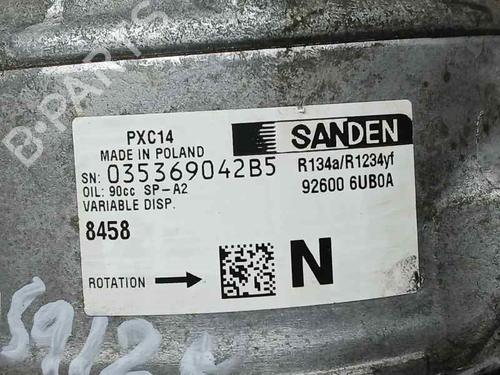 PXC14
MADE IN POLAND
SANDEN
SN: 035369042B5
R134a/R1234yf
OIL: 90cc SP-A2
92600 6UB0A
VARIABLE DISP.
8458
ROTATION
N
B-PARTS